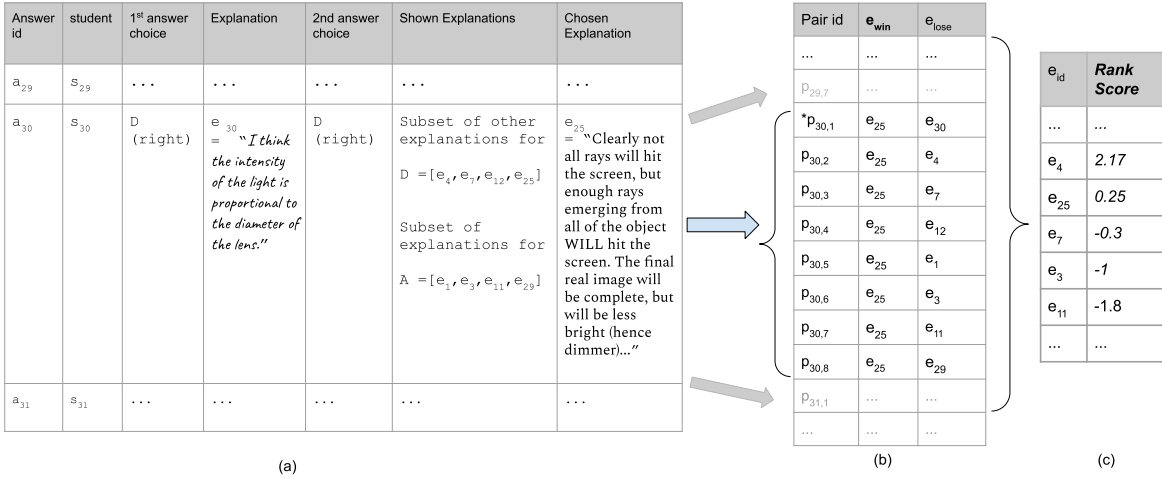 Answer id
student
1st answer choice
Explanation
2nd answer choice
Shown Explanations
Chosen Explanation
a29
s29
...
...
...
...
...
a30
s30
D
(right)
e30
= "I think
the intensity
of the light is
proportional to
the diameter of
the lens."
D
(right)
Subset of other
explanations for
D =[e4,e7,e12,e25]
Subset of
explanations for
A =[e1,e3,e11,e29]
e25
= "Clearly not
all rays will hit
the screen, but
enough rays
emerging from
all of the object
WILL hit the
screen. The final
real image will
be complete, but
will be less
bright (hence
dimmer)..."
a31
s31
...
...
...
...
...
(a)
Pair id ewin elose
... ... ...
p29,7 ... ...
*p30,1 e25 e30
p30,2 e25 e4
p30,3 e25 e7
p30,4 e25 e12
p30,5 e25 e1
p30,6 e25 e3
p30,7 e25 e11
p30,8 e25 e29
p31,1 ... ...
... ... ...
(b)
eid Rank Score
... ...
e4 2.17
e25 0.25
e7 -0.3
e3 -1
e11 -1.8
... ...
(c)